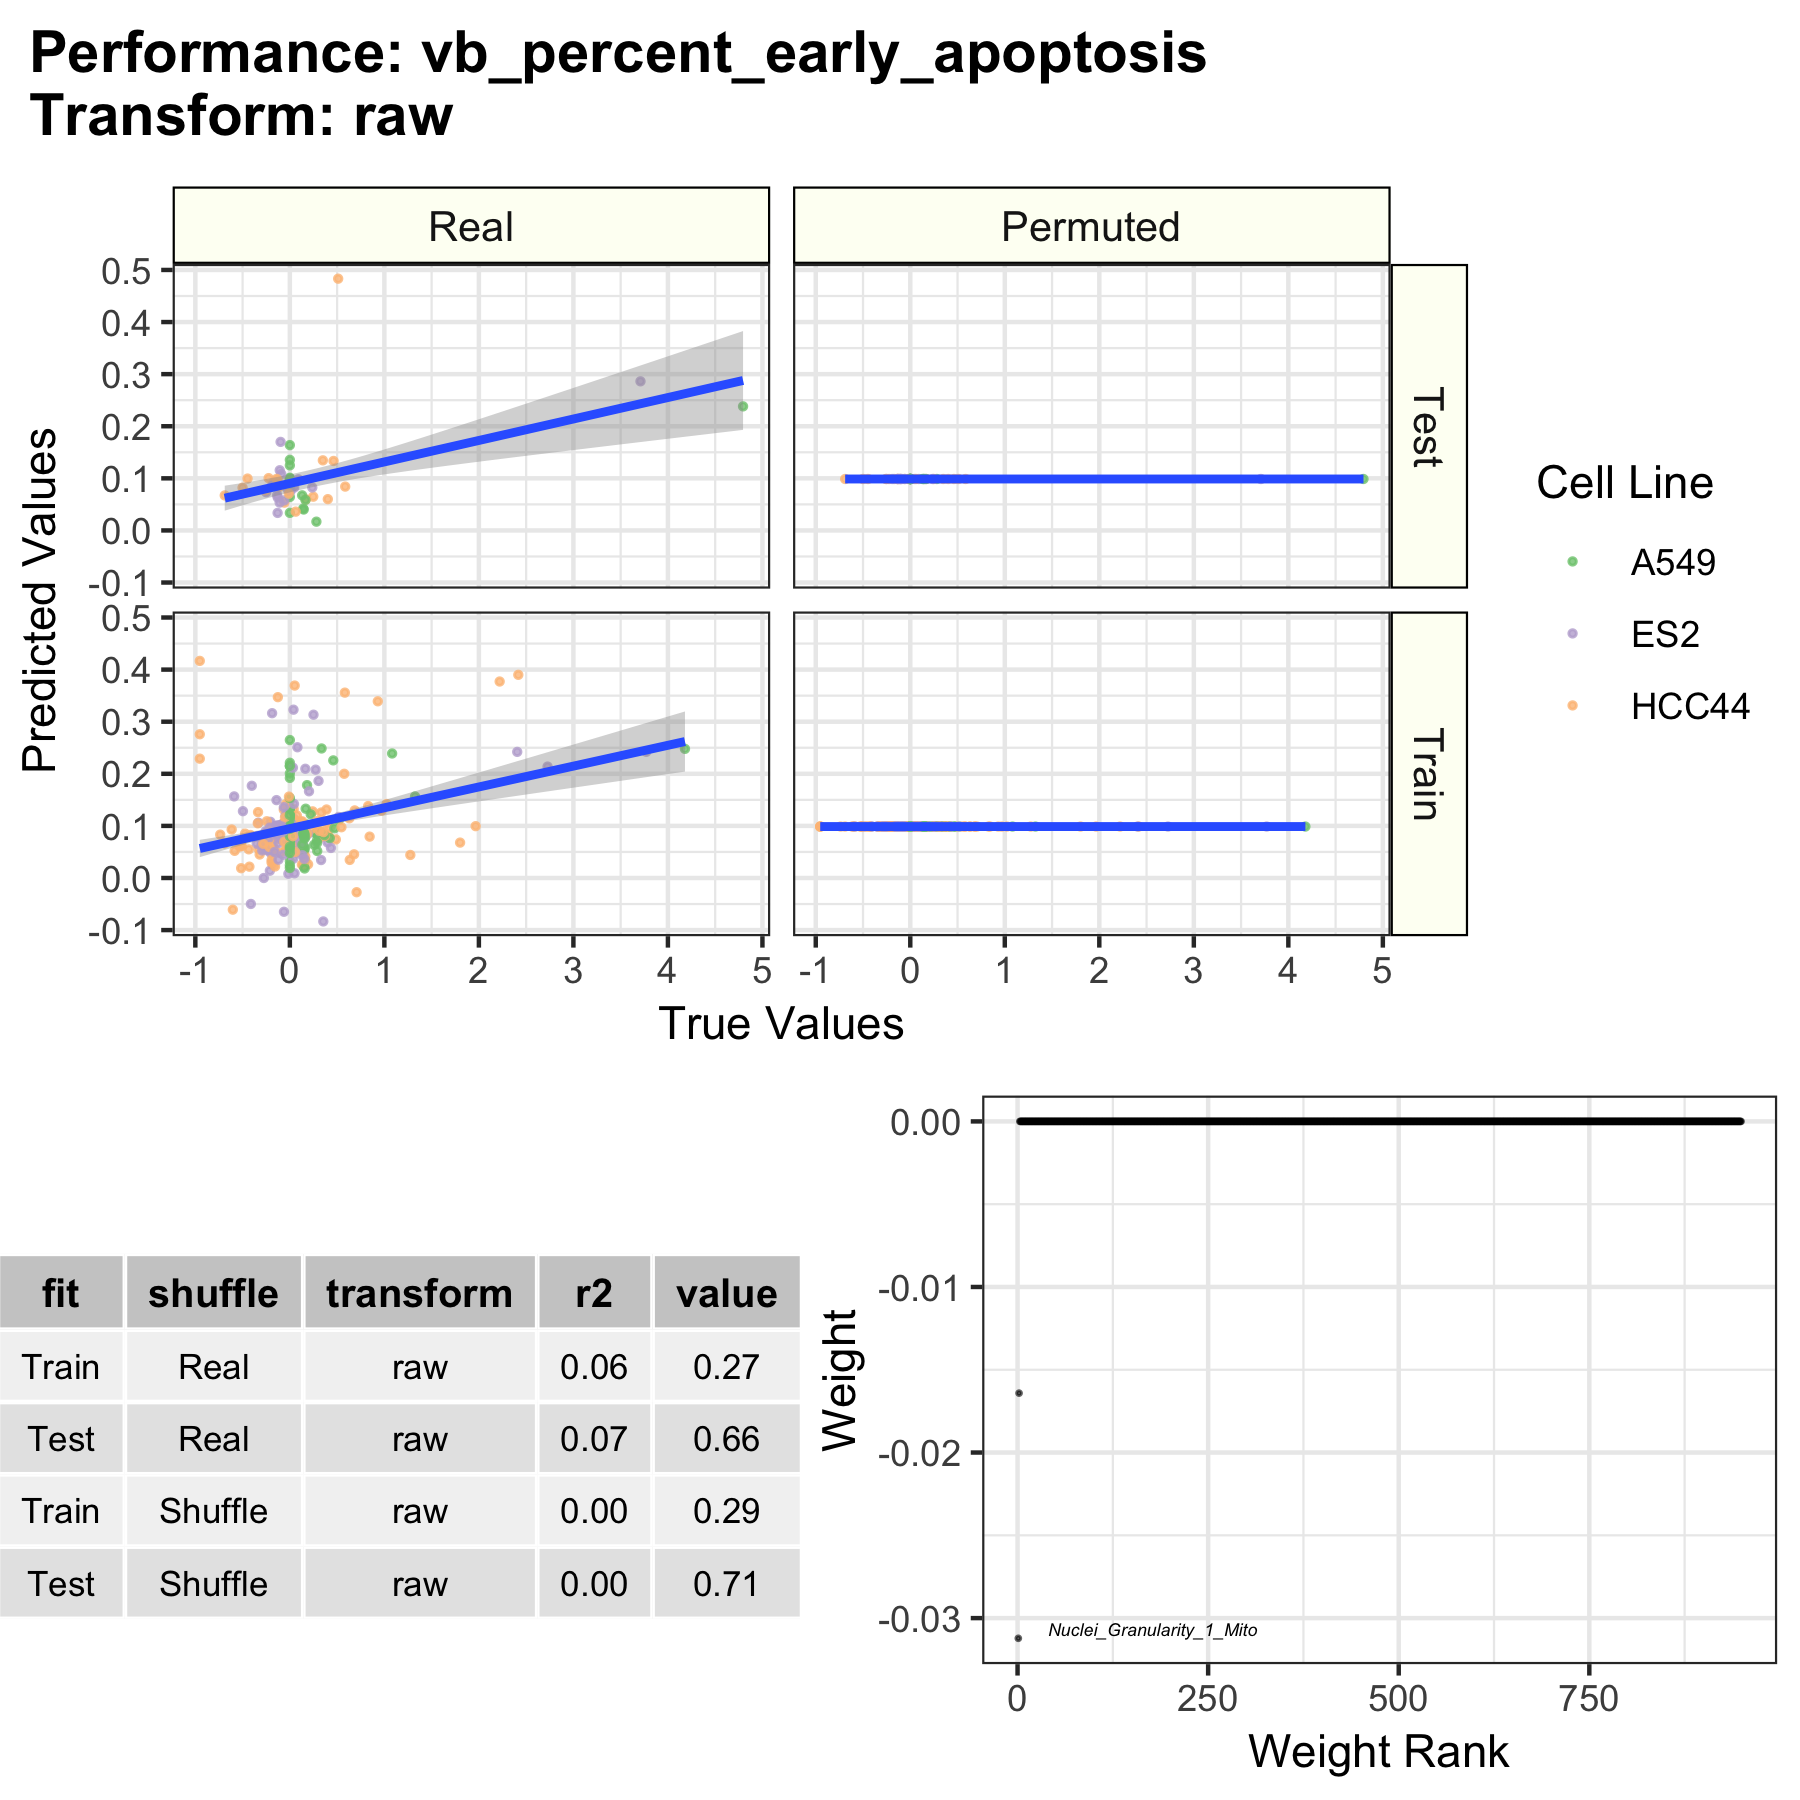 Performance: vb_percent_early_apoptosis
Transform: raw
Real
Permuted
0.5
0.4
0.3
0.2
0.1
0.0
-0.1
Test
0.5
0.4
0.3
0.2
0.1
0.0
-0.1
Train
Predicted Values
-1 0 1 2 3 4 5
-1 0 1 2 3 4 5
True Values
Cell Line
A549
ES2
HCC44
fit shuffle transform r2 value
Train Real raw 0.06 0.27
Test Real raw 0.07 0.66
Train Shuffle raw 0.00 0.29
Test Shuffle raw 0.00 0.71
Weight
0.00
-0.01
-0.02
-0.03
Nuclei_Granularity_1_Mito
0 250 500 750
Weight Rank